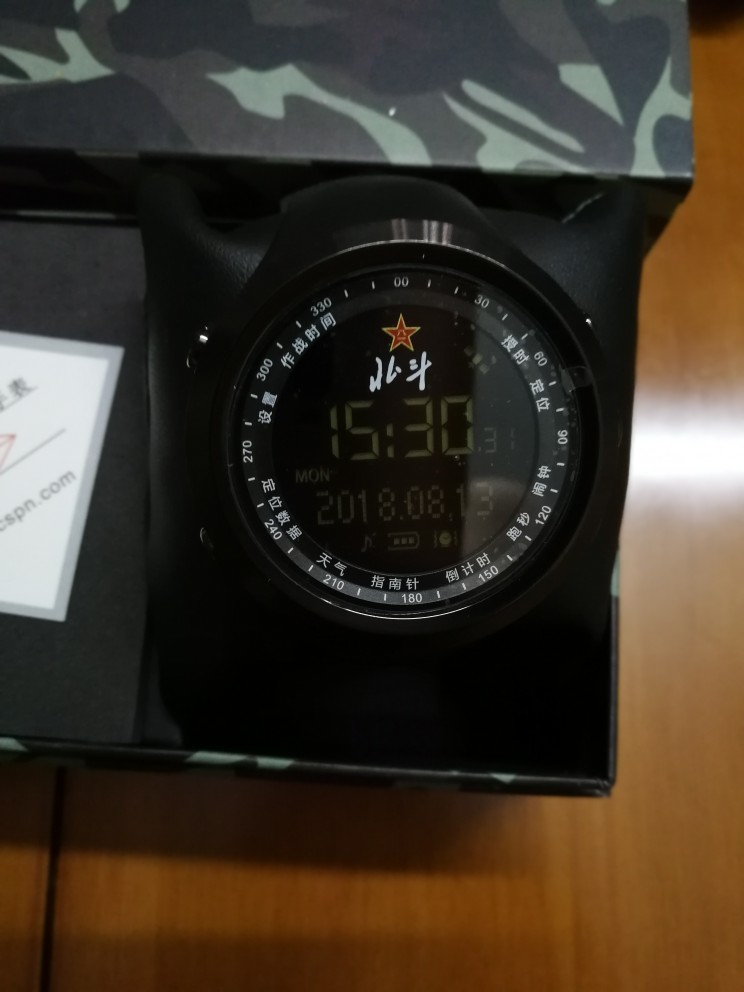 00
30
60
90
120
150
180
210
240
270
300
330
作战时间
授时
定位
闹钟
跑秒
倒计时
指南针
天气
定位数据
设置
北斗
15:30
MON
2018.08.13
表
cspn.com